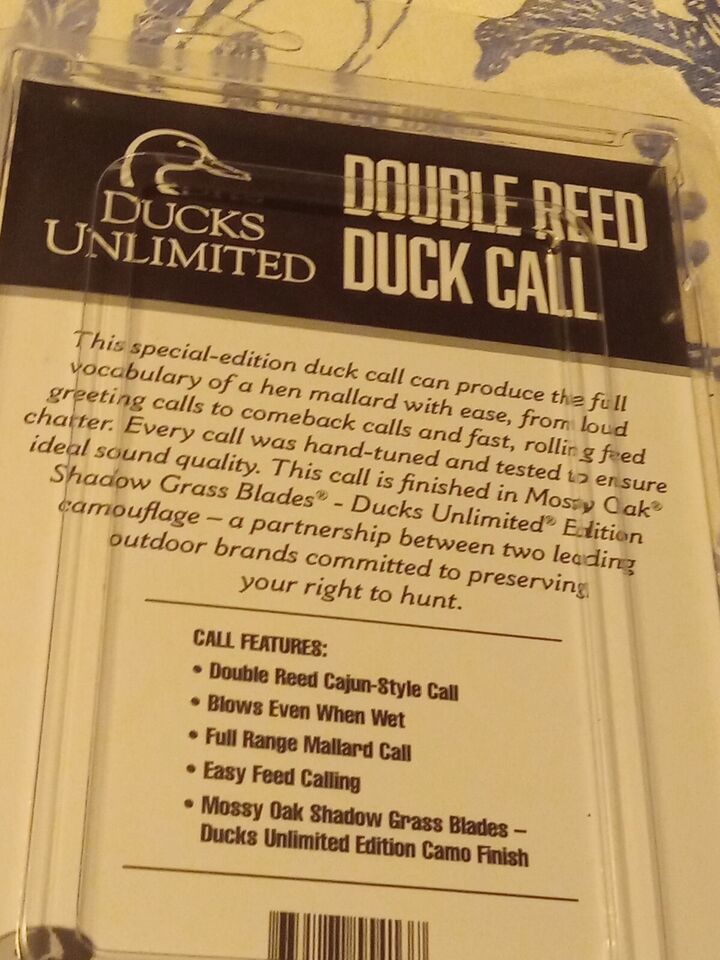 DUCKS
UNLIMITED
DOUBLE REED
DUCK CALL
This special-edition duck call can produce the full
vocabulary of a hen mallard with ease, from loud
greeting calls to comeback calls and fast, rolling feed
chatter. Every call was hand-tuned and tested to ensure
ideal sound quality. This call is finished in Mossy Oak®
Shadow Grass Blades® - Ducks Unlimited® Edition
camouflage – a partnership between two leading
outdoor brands committed to preserving
your right to hunt.
CALL FEATURES:
• Double Reed Cajun-Style Call
• Blows Even When Wet
• Full Range Mallard Call
• Easy Feed Calling
• Mossy Oak Shadow Grass Blades –
Ducks Unlimited Edition Camo Finish